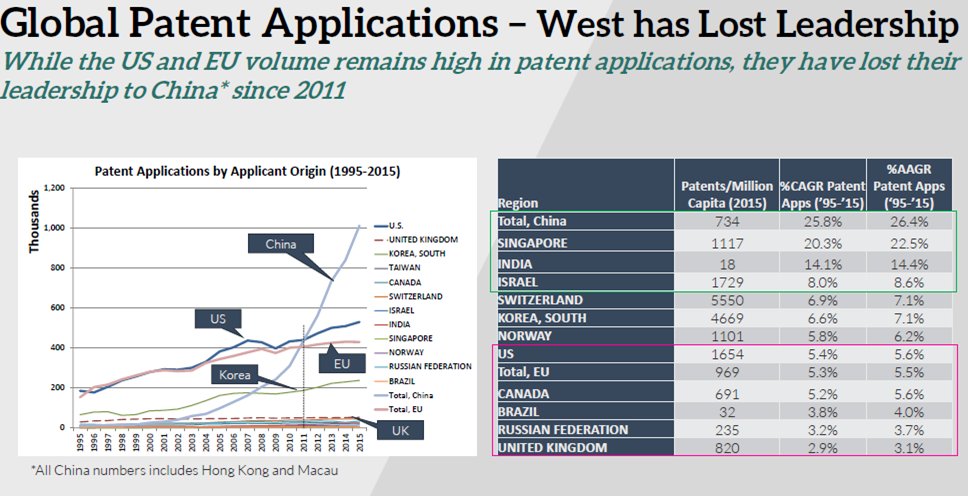 Global Patent Applications – West has Lost Leadership
While the US and EU volume remains high in patent applications, they have lost their
leadership to China* since 2011
Patent Applications by Applicant Origin (1995-2015)
Thousands
1,200
1,000
800
600
400
200
0
1995 1996 1997 1998 1999 2000 2001 2002 2003 2004 2005 2006 2007 2008 2009 2010 2011 2012 2013 2014 2015
China
US
EU
Korea
UK
U.S.
UNITED KINGDOM
KOREA, SOUTH
TAIWAN
CANADA
SWITZERLAND
ISRAEL
INDIA
SINGAPORE
NORWAY
RUSSIAN FEDERATION
BRAZIL
Total, China
Total, EU
*All China numbers includes Hong Kong and Macau
Region Patents/Million Capita (2015) %CAGR Patent Apps ('95-'15) %AAGR Patent Apps ('95-'15)
Total, China 734 25.8% 26.4%
SINGAPORE 1117 20.3% 22.5%
INDIA 18 14.1% 14.4%
ISRAEL 1729 8.0% 8.6%
SWITZERLAND 5550 6.9% 7.1%
KOREA, SOUTH 4669 6.6% 7.1%
NORWAY 1101 5.8% 6.2%
US 1654 5.4% 5.6%
Total, EU 969 5.3% 5.5%
CANADA 691 5.2% 5.6%
BRAZIL 32 3.8% 4.0%
RUSSIAN FEDERATION 235 3.2% 3.7%
UNITED KINGDOM 820 2.9% 3.1%